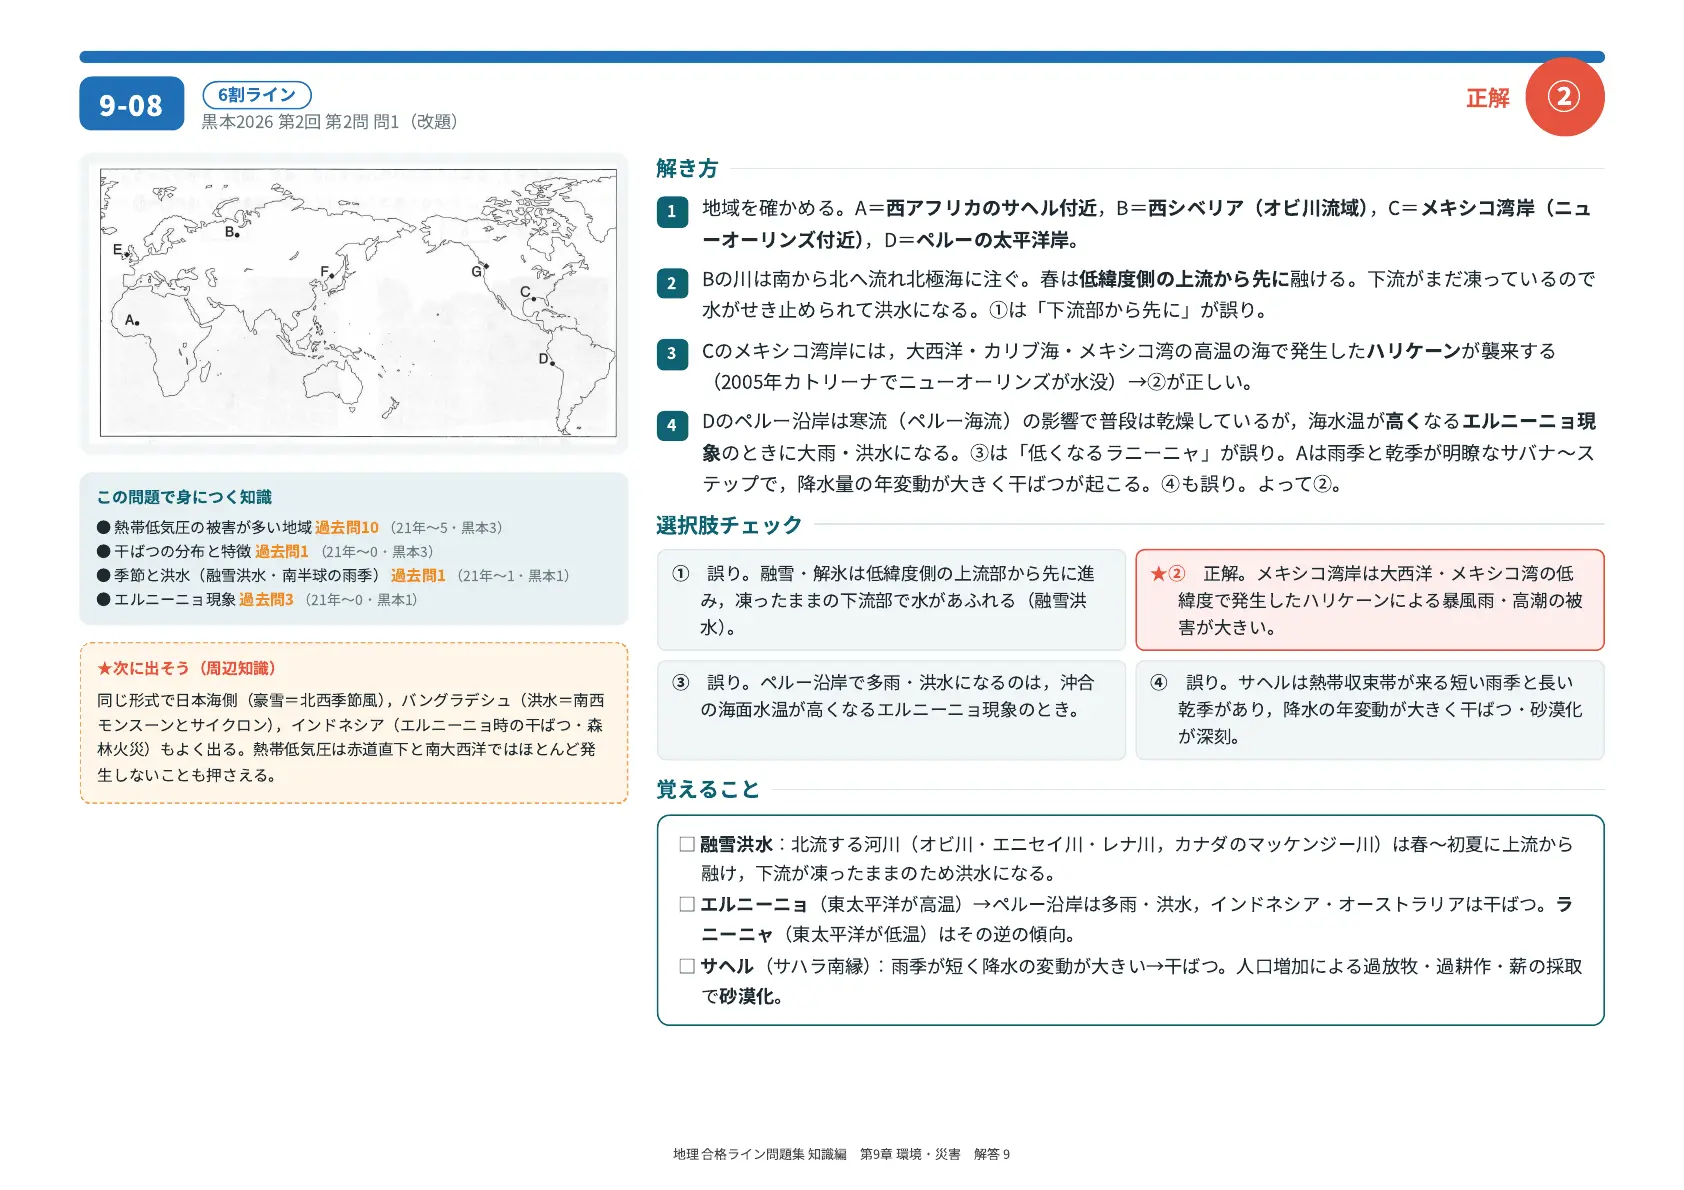 9-08
6割ライン
黒本2026 第2回 第2問 問1（改題）
正解 ②
B
E
F
G
C
A
D
この問題で身につく知識
●熱帯低気圧の被害が多い地域 過去問10 （21年〜5・黒本3）
●干ばつの分布と特徴 過去問1 （21年〜0・黒本3）
●季節と洪水（融雪洪水・南半球の雨季） 過去問1 （21年〜1・黒本1）
●エルニーニョ現象 過去問3 （21年〜0・黒本1）
★次に出そう（周辺知識）
同じ形式で日本海側（豪雪＝北西季節風），バングラデシュ（洪水＝南西
モンスーンとサイクロン），インドネシア（エルニーニョ時の干ばつ・森
林火災）もよく出る。熱帯低気圧は赤道直下と南大西洋ではほとんど発
生しないことも押さえる。
解き方
1 地域を確かめる。A＝西アフリカのサヘル付近，B＝西シベリア（オビ川流域），C＝メキシコ湾岸（ニュ
ーオーリンズ付近），D＝ペルーの太平洋岸。
2 Bの川は南から北へ流れ北極海に注ぐ。春は低緯度側の上流から先に融ける。下流がまだ凍っているので
水がせき止められて洪水になる。①は「下流部から先に」が誤り。
3 Cのメキシコ湾岸には，大西洋・カリブ海・メキシコ湾の高温の海で発生したハリケーンが襲来する
（2005年カトリーナでニューオーリンズが水没）→②が正しい。
4 Dのペルー沿岸は寒流（ペルー海流）の影響で普段は乾燥しているが，海水温が高くなるエルニーニョ現
象のときに大雨・洪水になる。③は「低くなるラニーニャ」が誤り。Aは雨季と乾季が明瞭なサバナ〜ス
テップで，降水量の年変動が大きく干ばつが起こる。④も誤り。よって②。
選択肢チェック
① 誤り。融雪・解氷は低緯度側の上流部から先に進
み，凍ったままの下流部で水があふれる（融雪洪
水）。
★② 正解。メキシコ湾岸は大西洋・メキシコ湾の低
緯度で発生したハリケーンによる暴風雨・高潮の被
害が大きい。
③ 誤り。ペルー沿岸で多雨・洪水になるのは，沖合
の海面水温が高くなるエルニーニョ現象のとき。
④ 誤り。サヘルは熱帯収束帯が来る短い雨季と長い
乾季があり，降水の年変動が大きく干ばつ・砂漠化
が深刻。
覚えること
□ 融雪洪水：北流する河川（オビ川・エニセイ川・レナ川，カナダのマッケンジー川）は春〜初夏に上流から
融け，下流が凍ったままのため洪水になる。
□ エルニーニョ（東太平洋が高温）→ペルー沿岸は多雨・洪水，インドネシア・オーストラリアは干ばつ。ラ
ニーニャ（東太平洋が低温）はその逆の傾向。
□ サヘル（サハラ南縁）：雨季が短く降水の変動が大きい→干ばつ。人口増加による過放牧・過耕作・薪の採取
で砂漠化。
地理 合格ライン問題集 知識編 第9章 環境・災害 解答 9